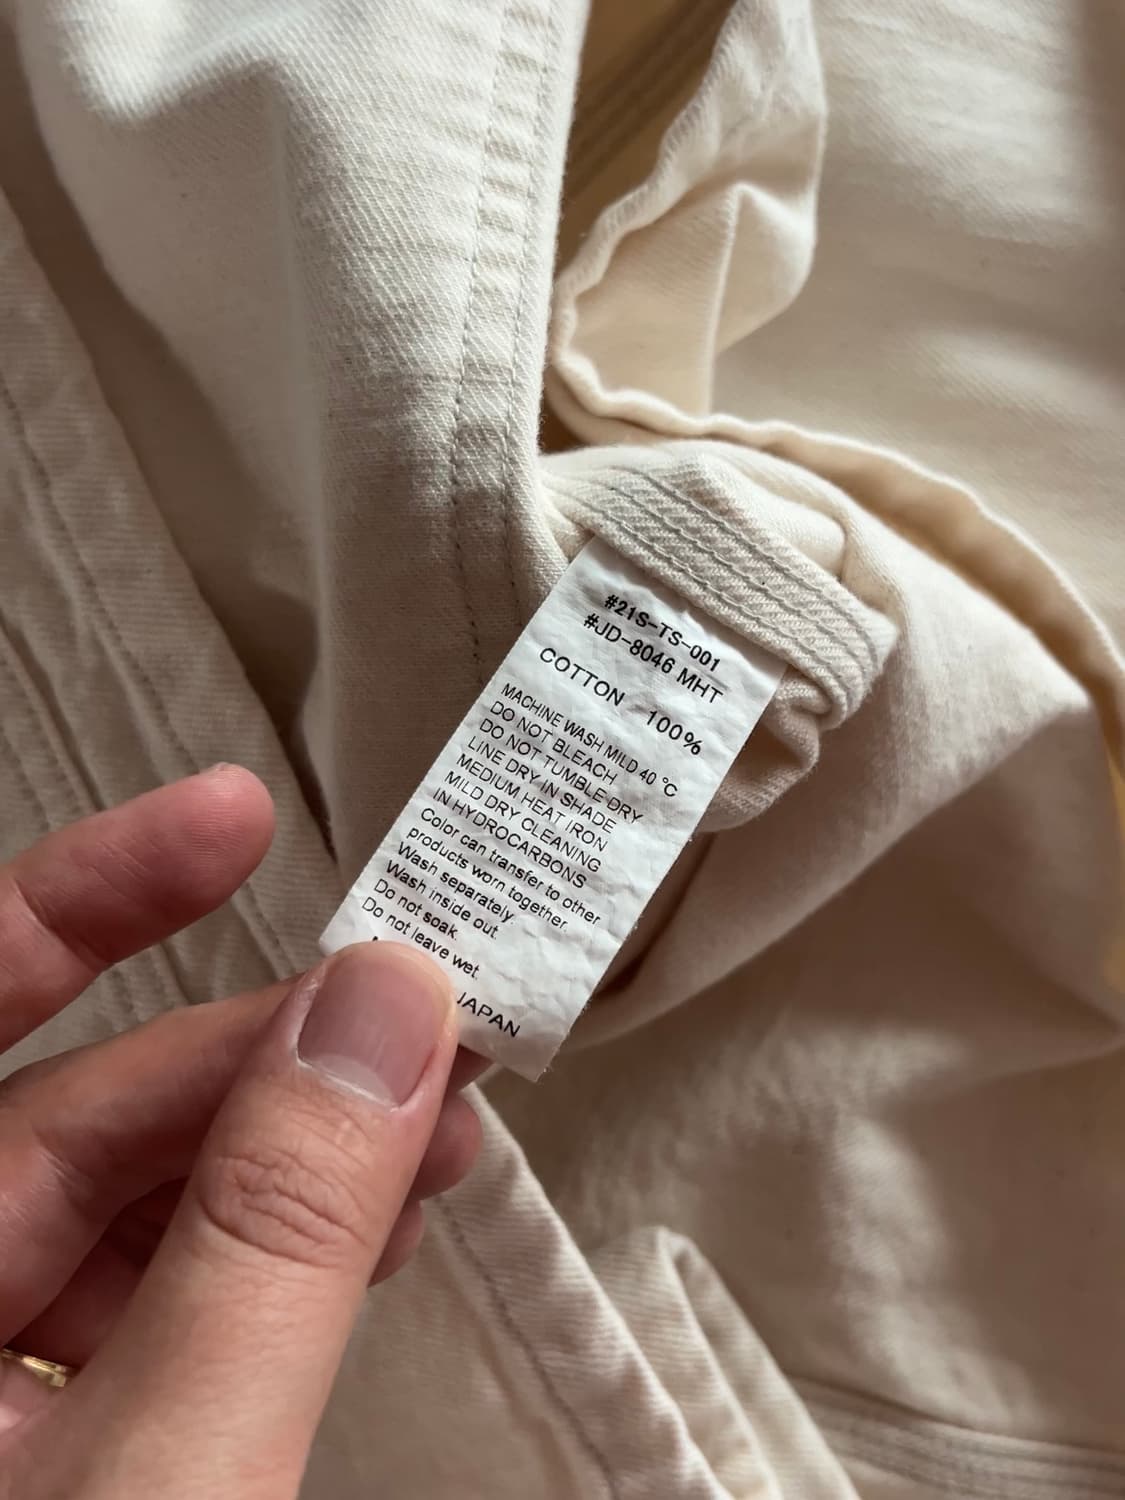 #21S-TS-001
#JD-8046 MHT
COTTON 100%
MACHINE WASH MILD 40 °C
DO NOT BLEACH
DO NOT TUMBLE DRY
LINE DRY IN SHADE
MEDIUM HEAT IRON
MILD DRY CLEANING
IN HYDROCARBONS
Color can transfer to other
products worn together.
Wash separately.
Wash inside out.
Do not soak.
Do not leave wet.
JAPAN